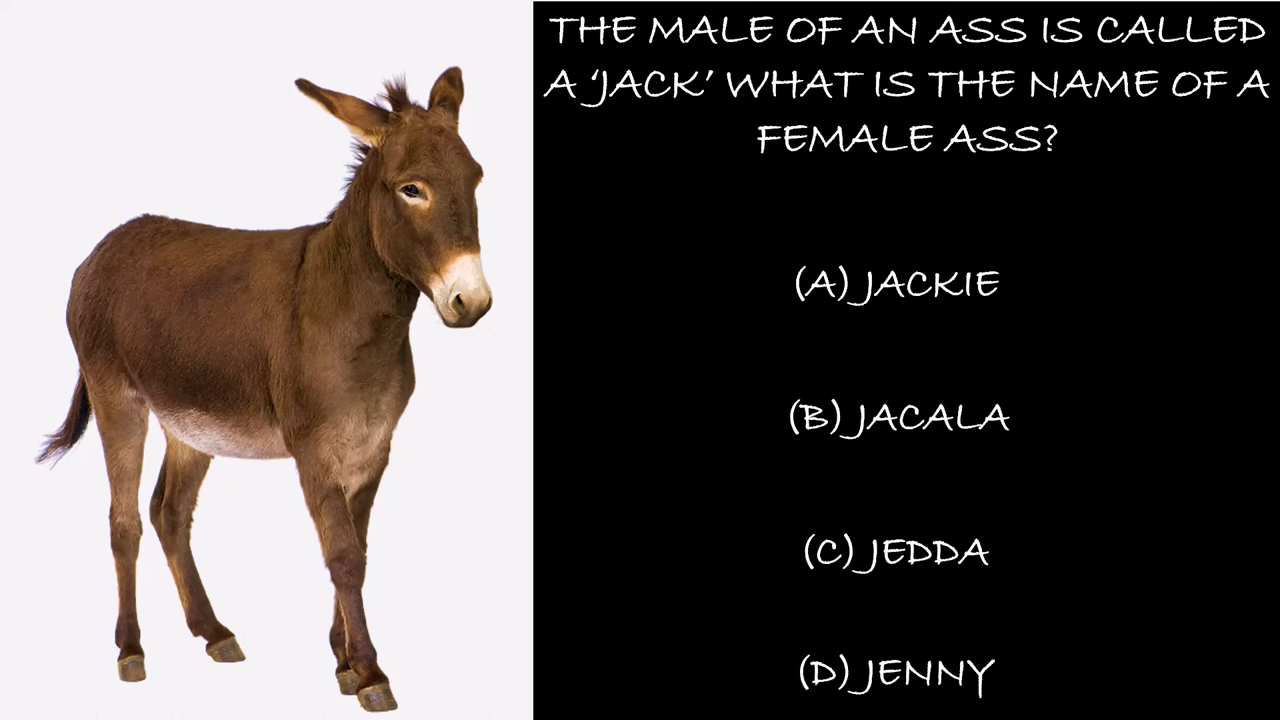 THE MALE OF AN ASS IS CALLED
A ‘JACK’ WHAT IS THE NAME OF A
FEMALE ASS?
(A) JACKIE
(B) JACALA
(C) JEDDA
(D) JENNY